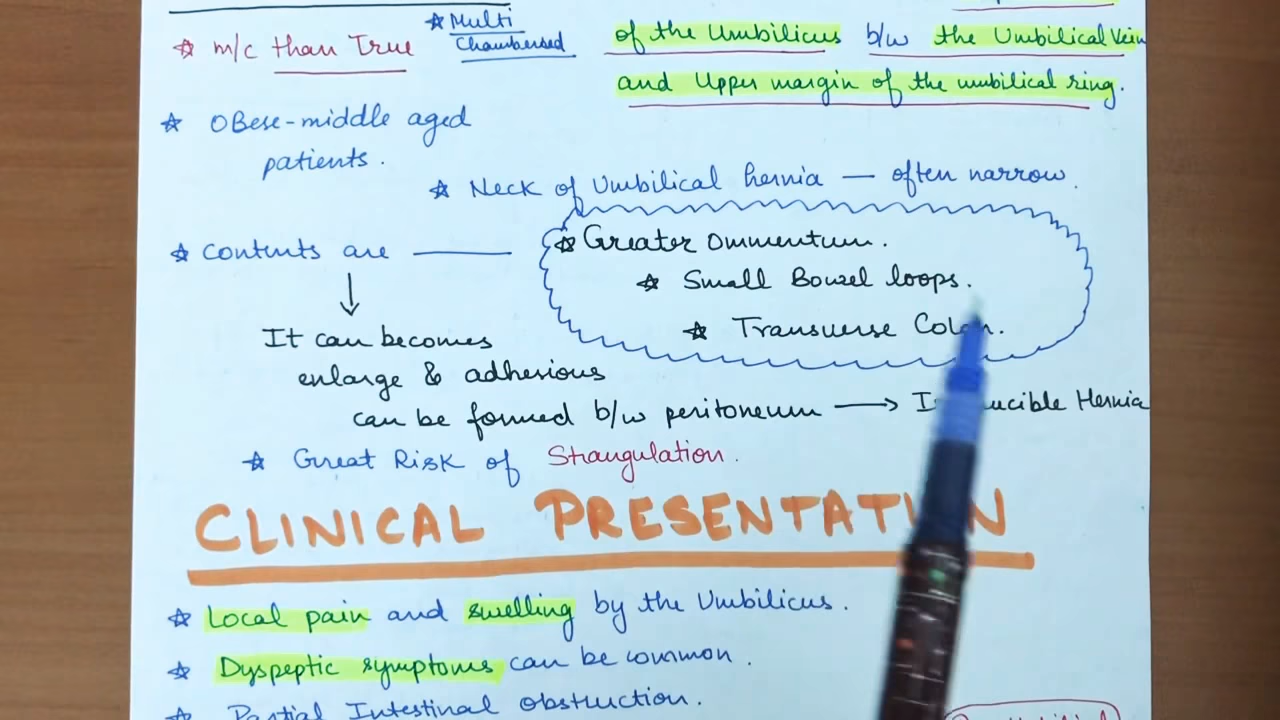 ☆ m/c than True
☆ Multi
Chambersed
of the Umbilicus b/w the Umbilical Vein
and Upper margin of the umbilical ring.
☆ OBese-middle aged
patients.
☆ Neck of Umbilical hernia — often narrow.
☆ contents are —
☆ Greater Ommentum.
☆ Small Bowel loops.
☆ Transverse Colon.
↓
It can becomes
enlarge & adhesions
can be formed b/w peritoneum → Hernia
☆ Great Risk of Strangulation.
CLINICAL PRESENTATION
☆ Local pain and swelling by the Umbilicus.
☆ Dyspeptic symptoms can be common.
☆ Partial Intestinal Obstruction.